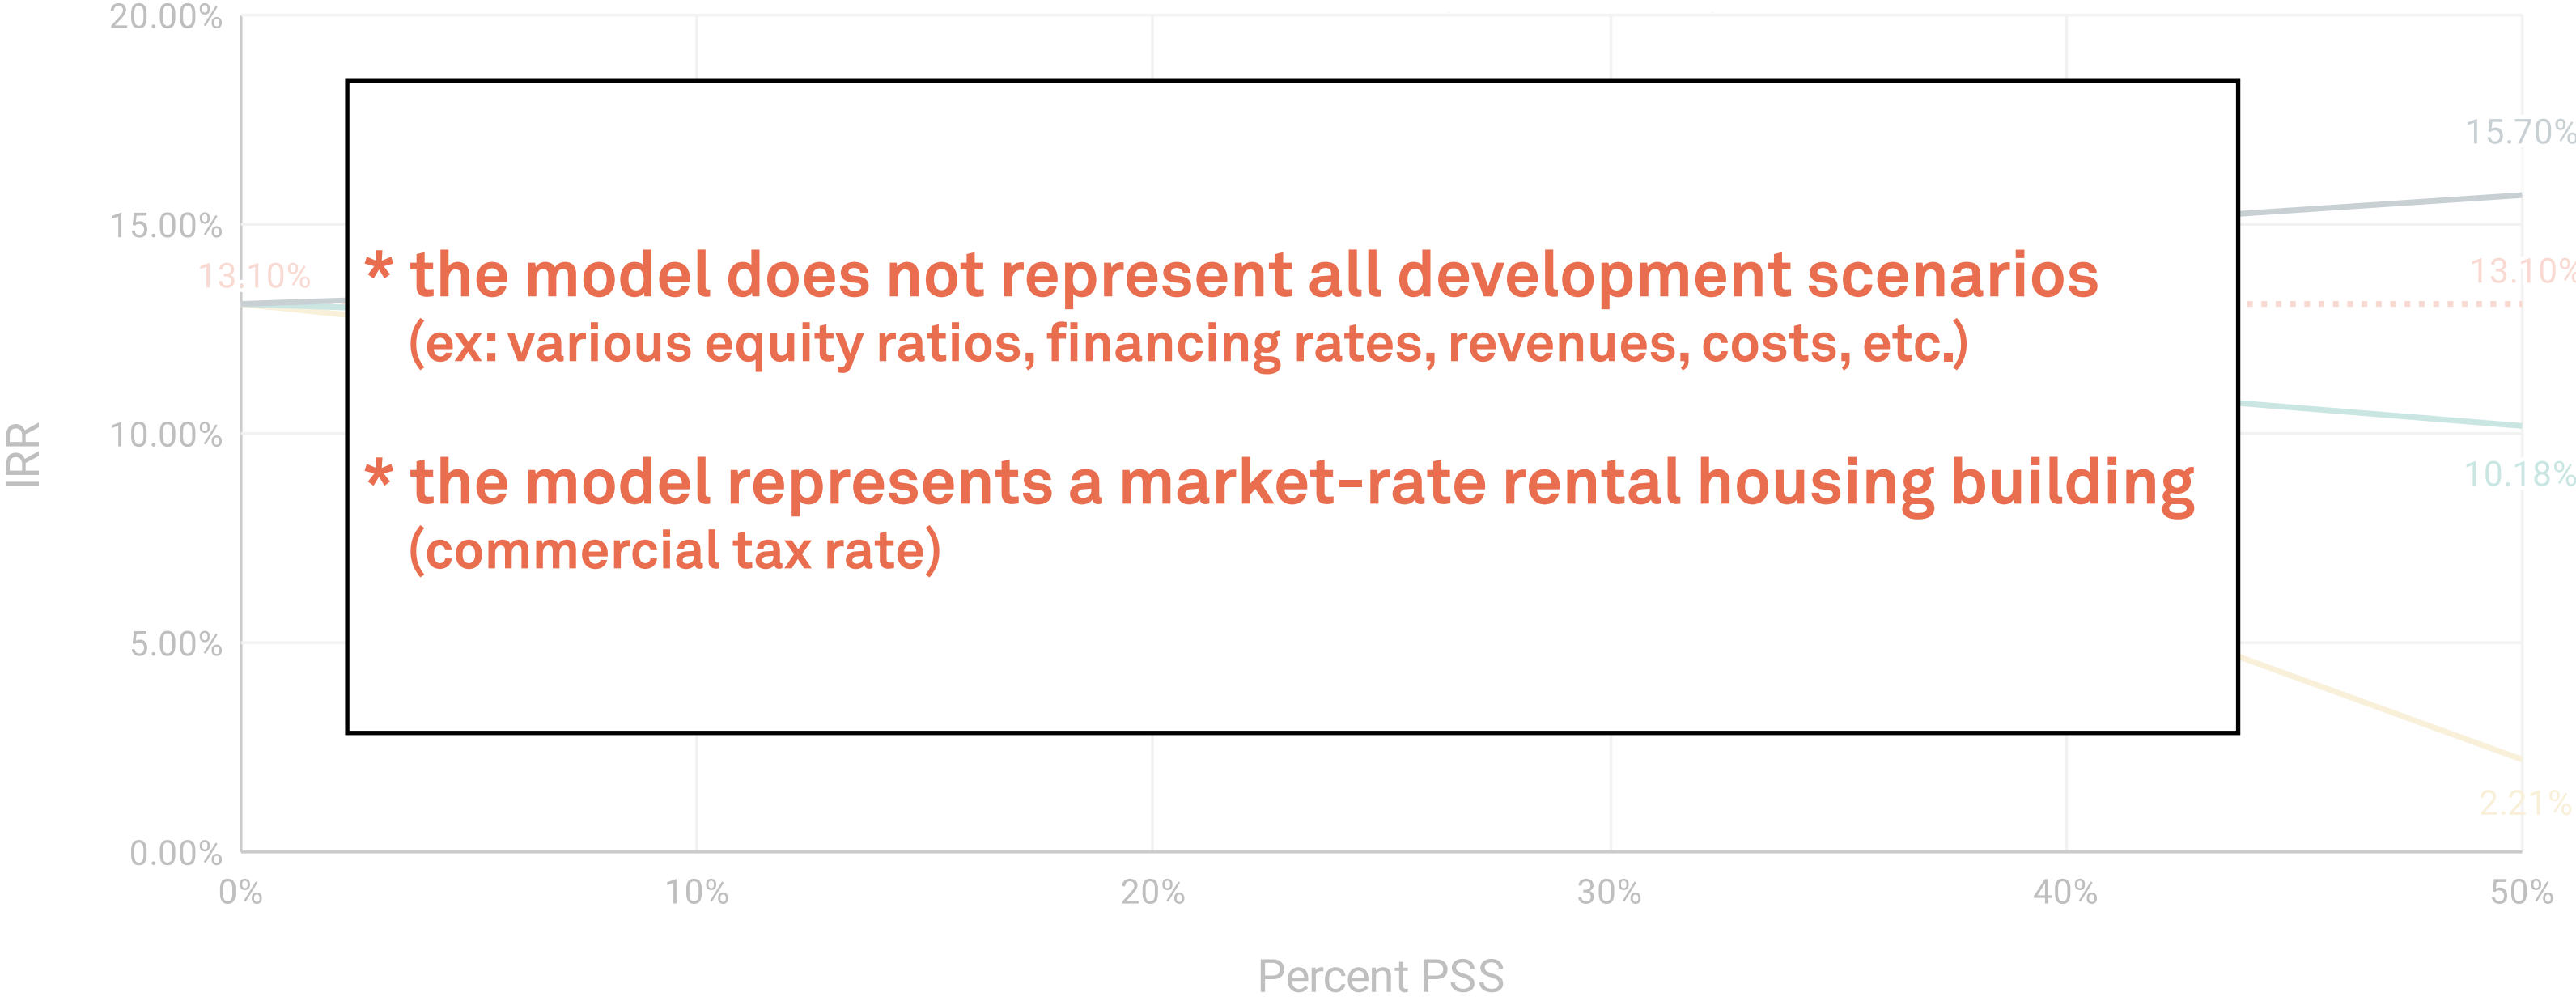 20.00%
15.70%
15.00%
13.10%
13.10%
* the model does not represent all development scenarios
(ex: various equity ratios, financing rates, revenues, costs, etc.)
10.00%
* the model represents a market-rate rental housing building
10.18%
(commercial tax rate)
IRR
5.00%
2.21%
0.00%
0%
10%
20%
30%
40%
50%
Percent PSS